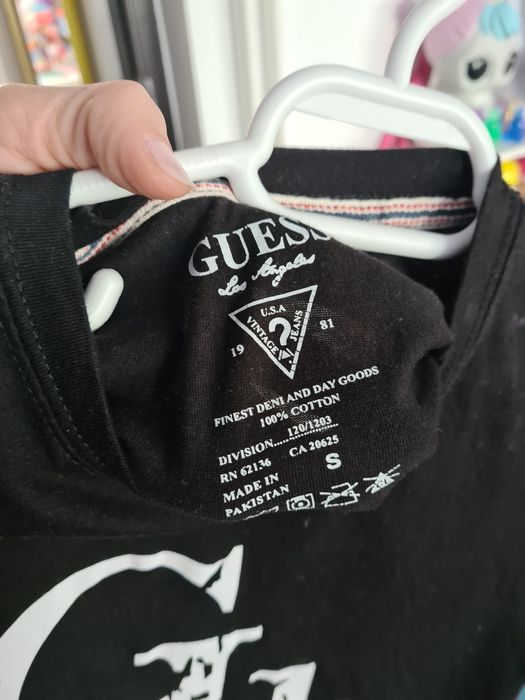 GUESS
Los Angeles
U.S.A
VINTAGE ? JEANS
19 81
FINEST DENI AND DAY GOODS
100% COTTON
DIVISION.....120/1203
RN 62136 CA 20625
MADE IN S
PAKISTAN
G